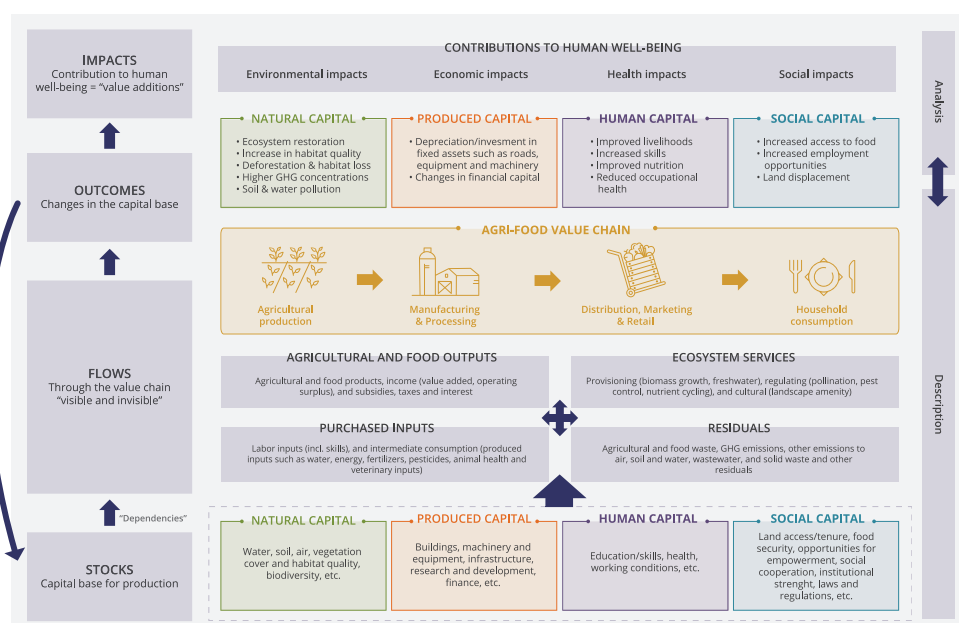 IMPACTS
Contribution to human
well-being = “value additions”
OUTCOMES
Changes in the capital base
FLOWS
Through the value chain
“visible and invisible”
“Dependencies”
STOCKS
Capital base for production
CONTRIBUTIONS TO HUMAN WELL-BEING
Environmental impacts
Economic impacts
Health impacts
Social impacts
NATURAL CAPITAL
• Ecosystem restoration
• Increase in habitat quality
• Deforestation & habitat loss
• Higher GHG concentrations
• Soil & water pollution
PRODUCED CAPITAL
• Depreciation/invesment in
fixed assets such as roads,
equipment and machinery
• Changes in financial capital
HUMAN CAPITAL
• Improved livelihoods
• Increased skills
• Improved nutrition
• Reduced occupational
health
SOCIAL CAPITAL
• Increased access to food
• Increased employment
opportunities
• Land displacement
AGRI-FOOD VALUE CHAIN
Agricultural
production
Manufacturing
& Processing
Distribution, Marketing
& Retail
Household
consumption
AGRICULTURAL AND FOOD OUTPUTS
Agricultural and food products, income (value added, operating
surplus), and subsidies, taxes and interest
ECOSYSTEM SERVICES
Provisioning (biomass growth, freshwater), regulating (pollination, pest
control, nutrient cycling), and cultural (landscape amenity)
PURCHASED INPUTS
Labor inputs (incl. skills), and intermediate consumption (produced
inputs such as water, energy, fertilizers, pesticides, animal health and
veterinary inputs)
RESIDUALS
Agricultural and food waste, GHG emissions, other emissions to
air, soil and water, wastewater, and solid waste and other
residuals
NATURAL CAPITAL
Water, soil, air, vegetation
cover and habitat quality,
biodiversity, etc.
PRODUCED CAPITAL
Buildings, machinery and
equipment, infrastructure,
research and development,
finance, etc.
HUMAN CAPITAL
Education/skills, health,
working conditions, etc.
SOCIAL CAPITAL
Land access/tenure, food
security, opportunities for
empowerment, social
cooperation, institutional
strenght, laws and
regulations, etc.
Analysis
Description